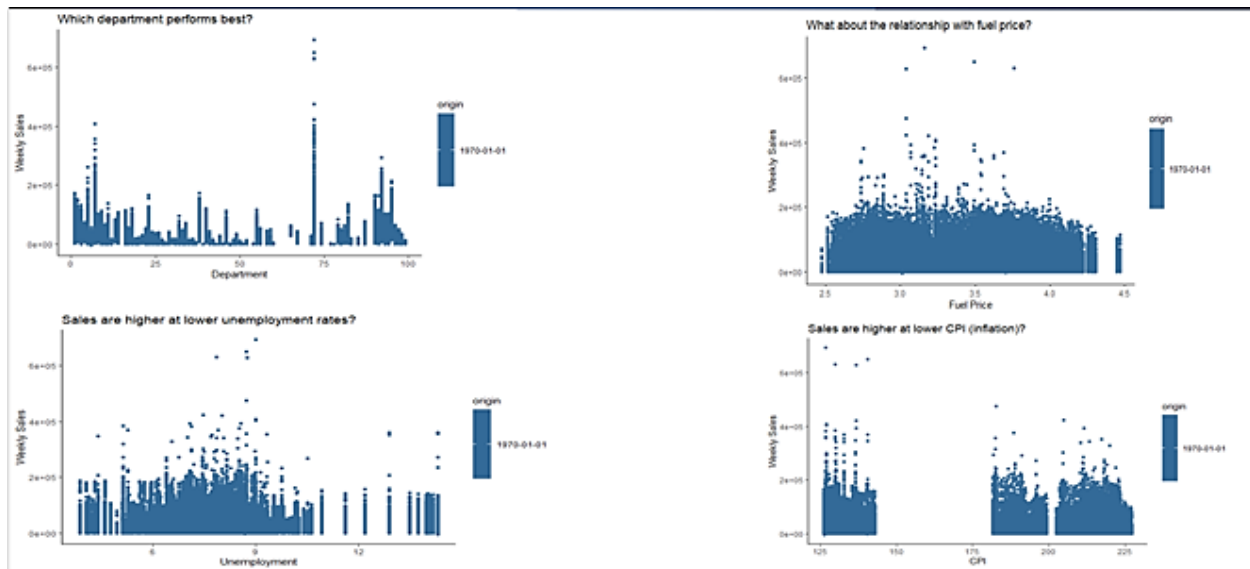 Which department performs best?
6e+05
4e+05
2e+05
0e+00
Weekly Sales
0
25
50
75
100
Department
origin
1970-01-01
What about the relationship with fuel price?
6e+05
4e+05
2e+05
0e+00
Weekly Sales
2.5
3.0
3.5
4.0
4.5
Fuel Price
origin
1970-01-01
Sales are higher at lower unemployment rates?
6e+05
4e+05
2e+05
0e+00
Weekly Sales
6
9
12
Unemployment
origin
1970-01-01
Sales are higher at lower CPI (inflation)?
6e+05
4e+05
2e+05
0e+00
Weekly Sales
125
150
175
200
225
CPI
origin
1970-01-01